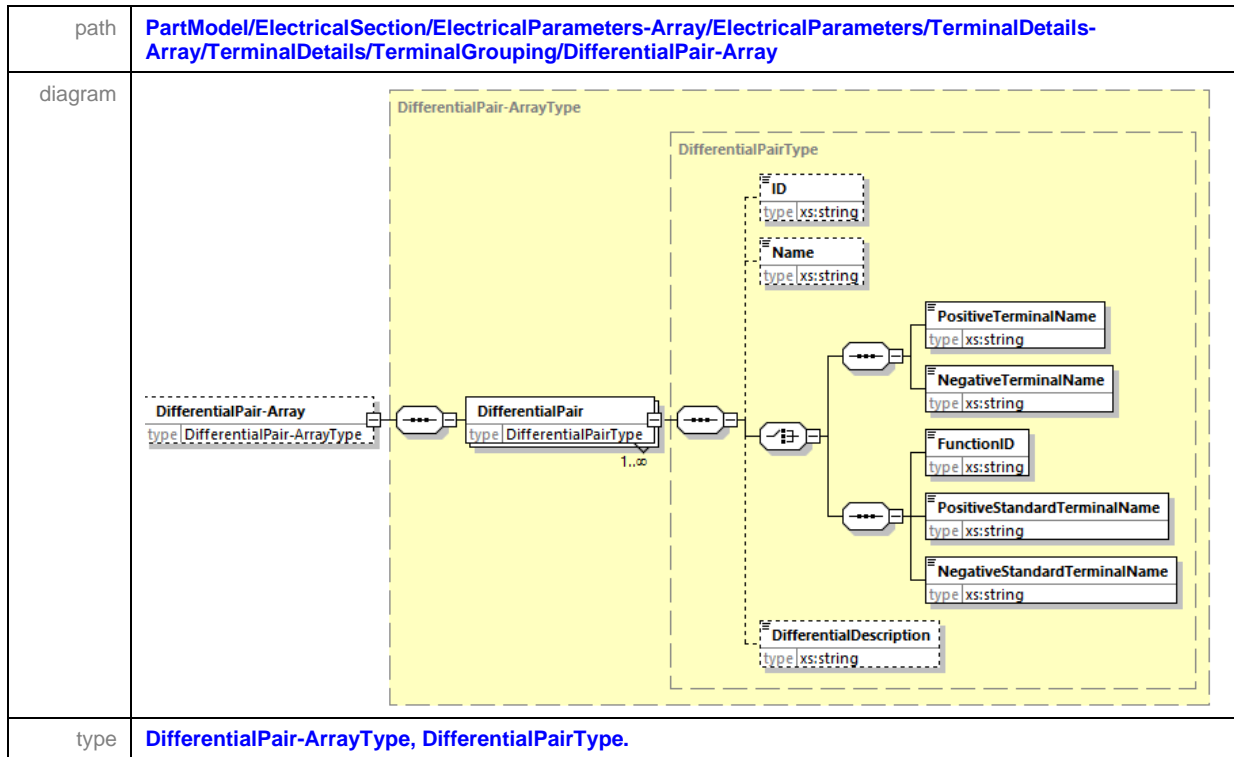 path
PartModel/ElectricalSection/ElectricalParameters-Array/ElectricalParameters/TerminalDetails-
Array/TerminalDetails/TerminalGrouping/DifferentialPair-Array
diagram
DifferentialPair-ArrayType
DifferentialPairType
ID
type xs:string
Name
type xs:string
PositiveTerminalName
type xs:string
NegativeTerminalName
type xs:string
DifferentialPair-Array
type DifferentialPair-ArrayType
DifferentialPair
type DifferentialPairType
1..∞
FunctionID
type xs:string
PositiveStandardTerminalName
type xs:string
NegativeStandardTerminalName
type xs:string
DifferentialDescription
type xs:string
type
DifferentialPair-ArrayType, DifferentialPairType.